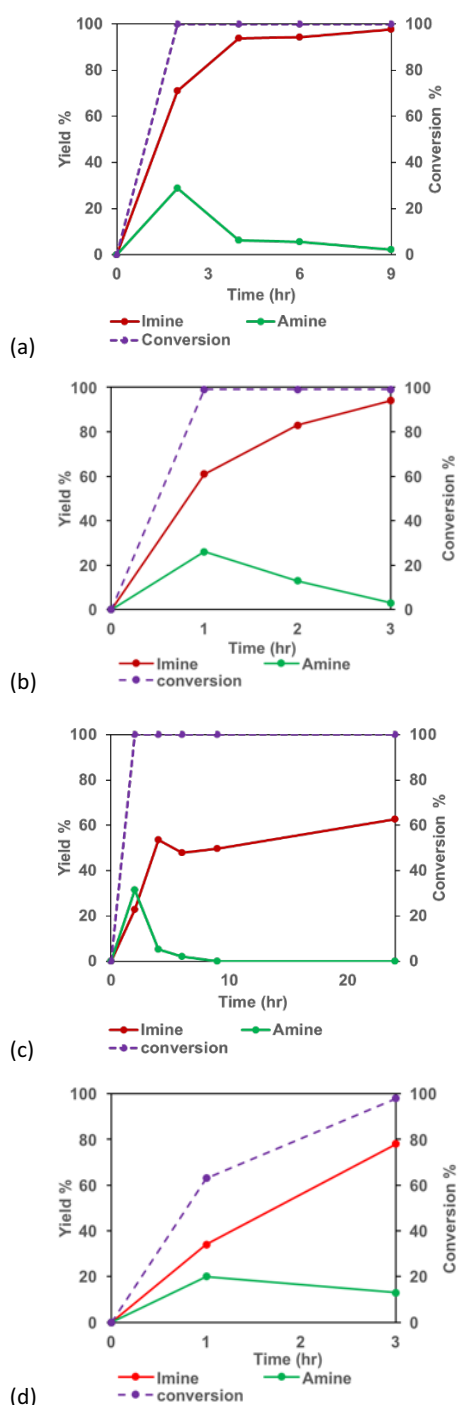 100 100
80 80
60 60
40 40
20 20
0 0
0 3 6 9
Yield %
Conversion %
Time (hr)
Imine Amine
Conversion
(a)
100 100
80 80
60 60
40 40
20 20
0 0
0 1 2 3
Yield %
Conversion %
Time (hr)
Imine Amine
conversion
(b)
100 100
80 80
60 60
40 40
20 20
0 0
0 10 20
Yield %
Conversion %
Time (hr)
Imine Amine
conversion
(c)
100 100
80 80
60 60
40 40
20 20
0 0
0 1 2 3
Yield %
Conversion %
Time (hr)
Imine Amine
conversion
(d)